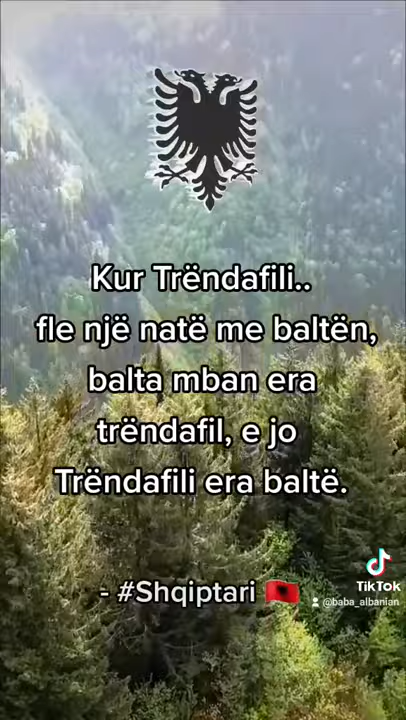 Kur Trëndafili..
fle një natë me baltën,
balta mban era
trëndafil, e jo
Trëndafili era baltë.
- #Shqiptari 🇦🇱
TikTok
@baba_albanian